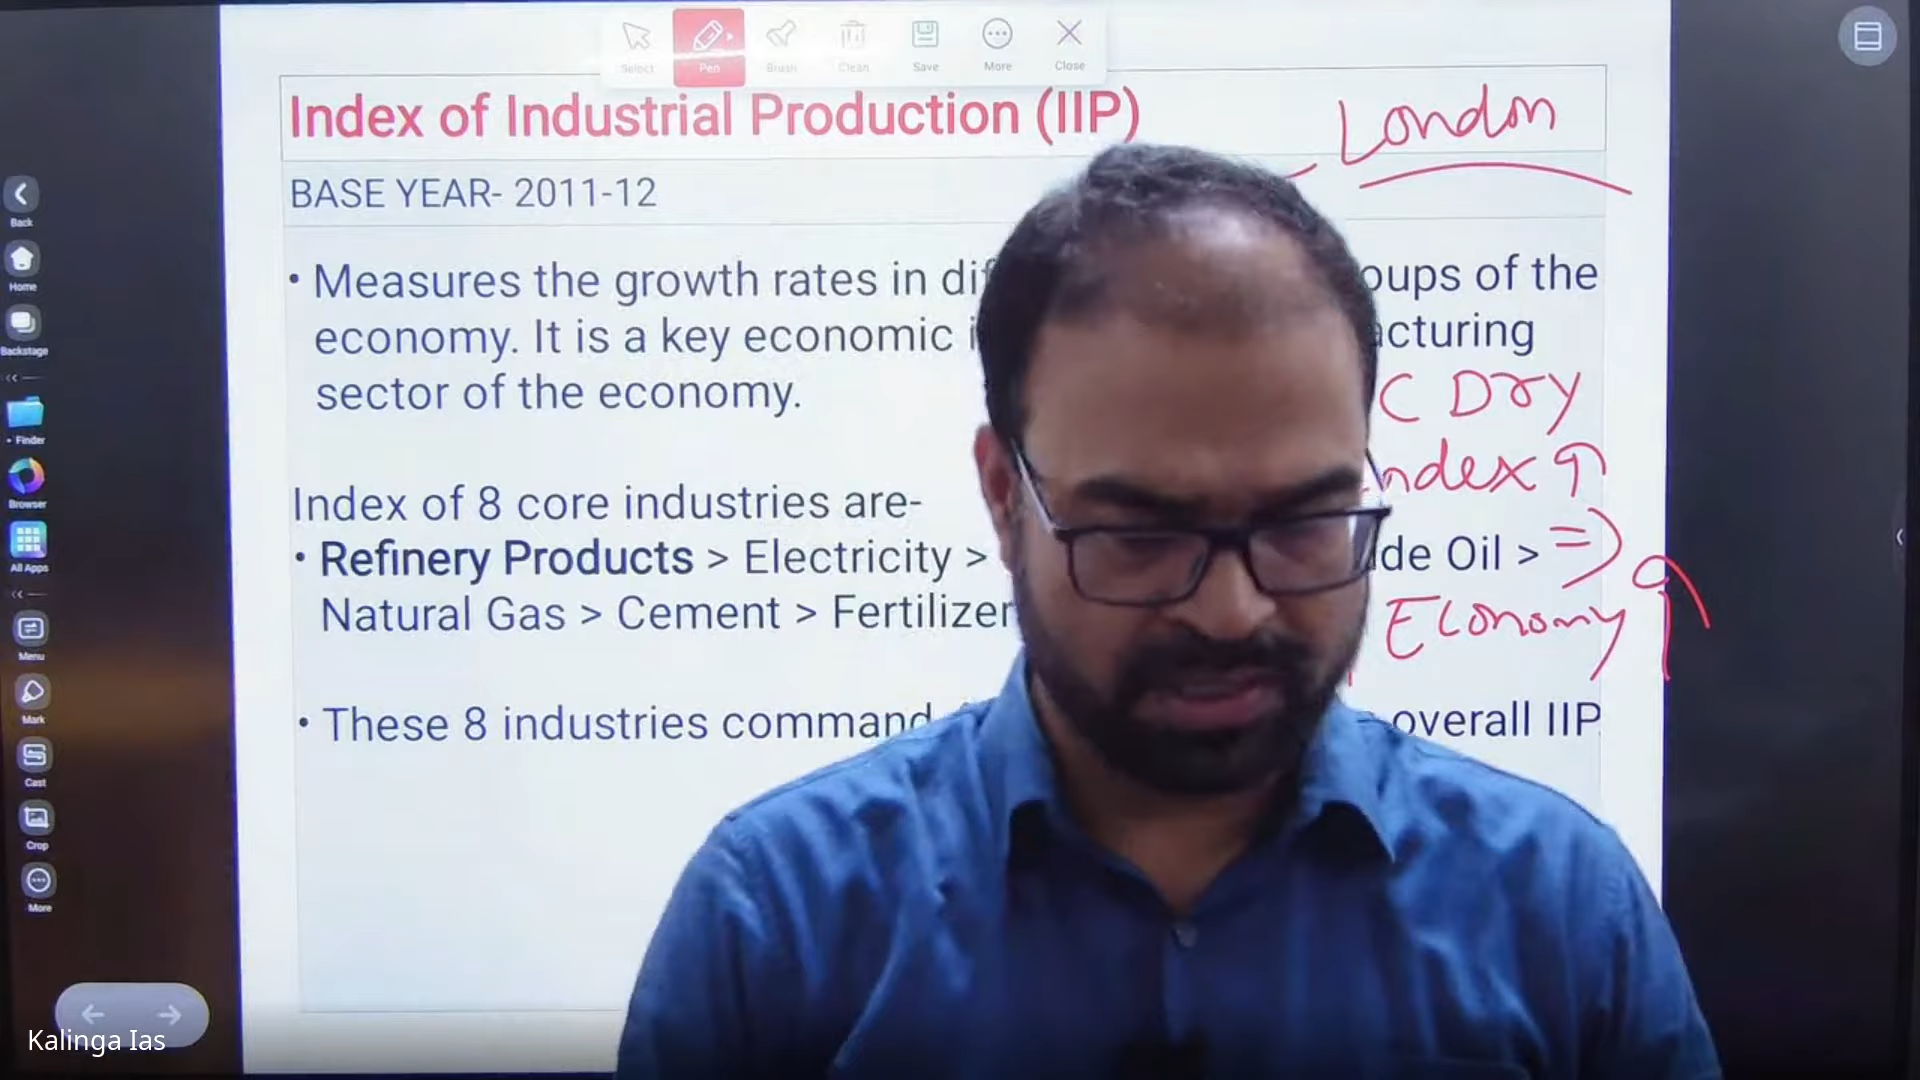 Select Pen Brush Clean Save More Close
Index of Industrial Production (IIP)
London
BASE YEAR- 2011-12
• Measures the growth rates in oups of the
economy. It is a key economic acturing
sector of the economy.
C Dry
ndex
Index of 8 core industries are-
• Refinery Products > Electricity > de Oil > =>
Natural Gas > Cement > Fertilizer
Economy
• These 8 industries command overall IIP
Back
Home
Backstage
Finder
Browser
All Apps
Menu
Mark
Cast
Crop
More
Kalinga Ias